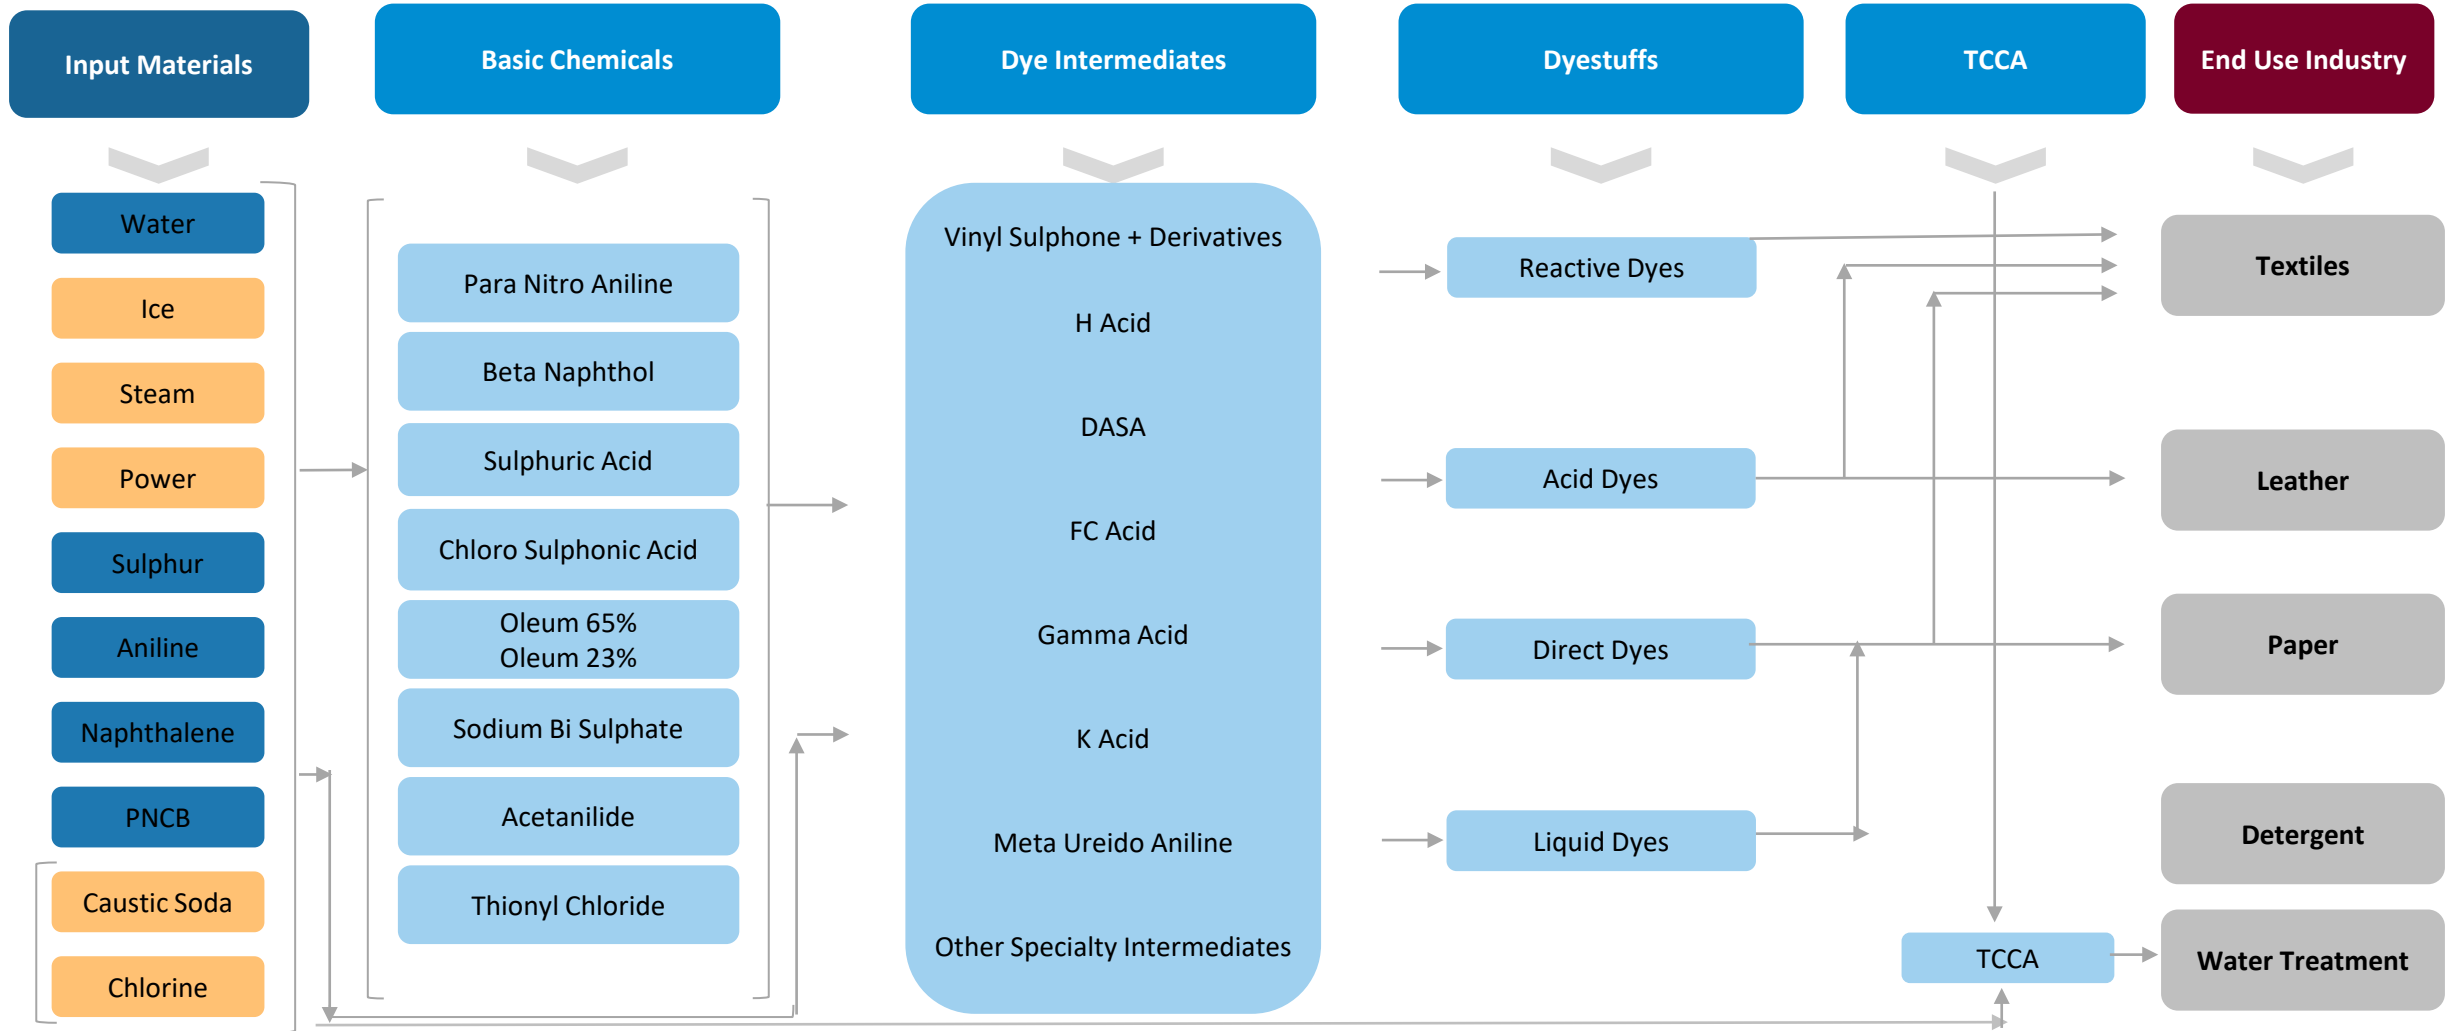 Input Materials
Basic Chemicals
Dye Intermediates
Dyestuffs
TCCA
End Use Industry
Water
Ice
Steam
Power
Sulphur
Aniline
Naphthalene
PNCB
Caustic Soda
Chlorine
Para Nitro Aniline
Beta Naphthol
Sulphuric Acid
Chloro Sulphonic Acid
Oleum 65%
Oleum 23%
Sodium Bi Sulphate
Acetanilide
Thionyl Chloride
Vinyl Sulphone + Derivatives
H Acid
DASA
FC Acid
Gamma Acid
K Acid
Meta Ureido Aniline
Other Specialty Intermediates
Reactive Dyes
Acid Dyes
Direct Dyes
Liquid Dyes
TCCA
Textiles
Leather
Paper
Detergent
Water Treatment